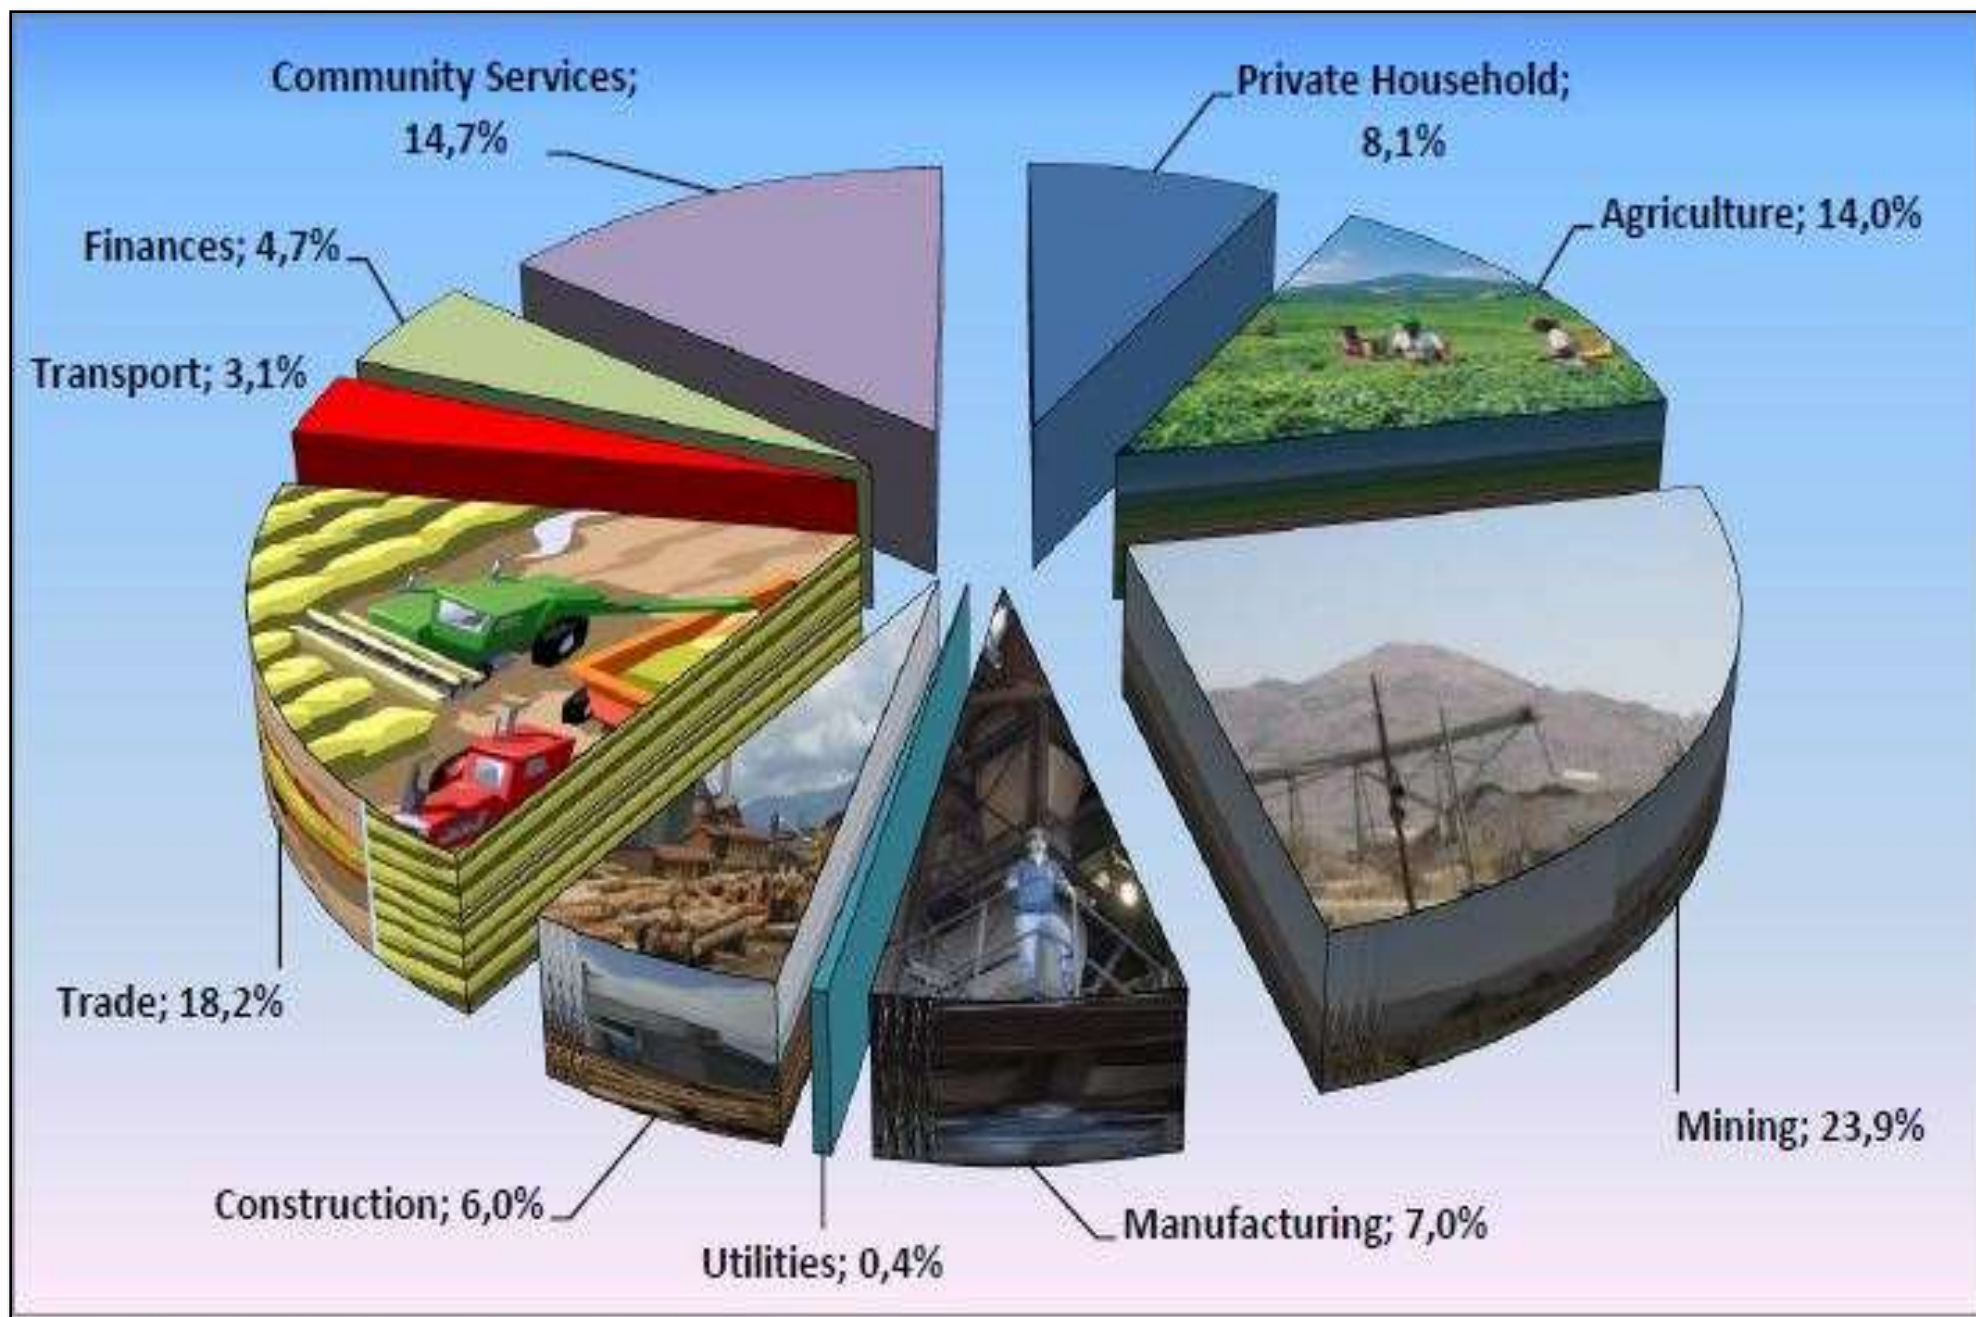 Community Services;
14,7%
Private Household;
8,1%
Agriculture; 14,0%
Finances; 4,7%
Transport; 3,1%
Trade; 18,2%
Mining; 23,9%
Construction; 6,0%
Manufacturing; 7,0%
Utilities; 0,4%